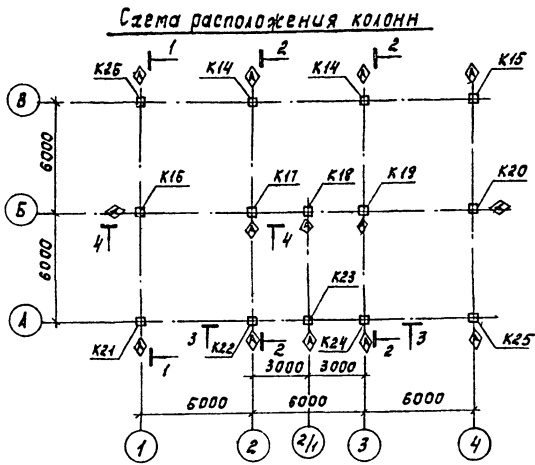 Схема расположения колонн
1 2 2
К26 К14 К14 К15
В
6000
К16 К17 К18 К19 К20
Б
4 4
6000
К23
А
К21 3 К22 2 К24 2 3 К25
1
3000 3000
6000 6000 6000
1 2 2/1 3 4